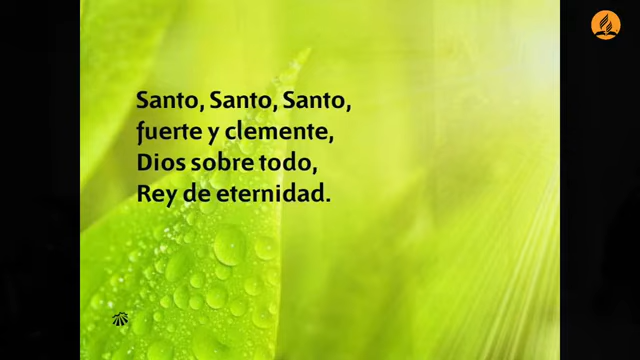 Santo, Santo, Santo,
fuerte y clemente,
Dios sobre todo,
Rey de eternidad.